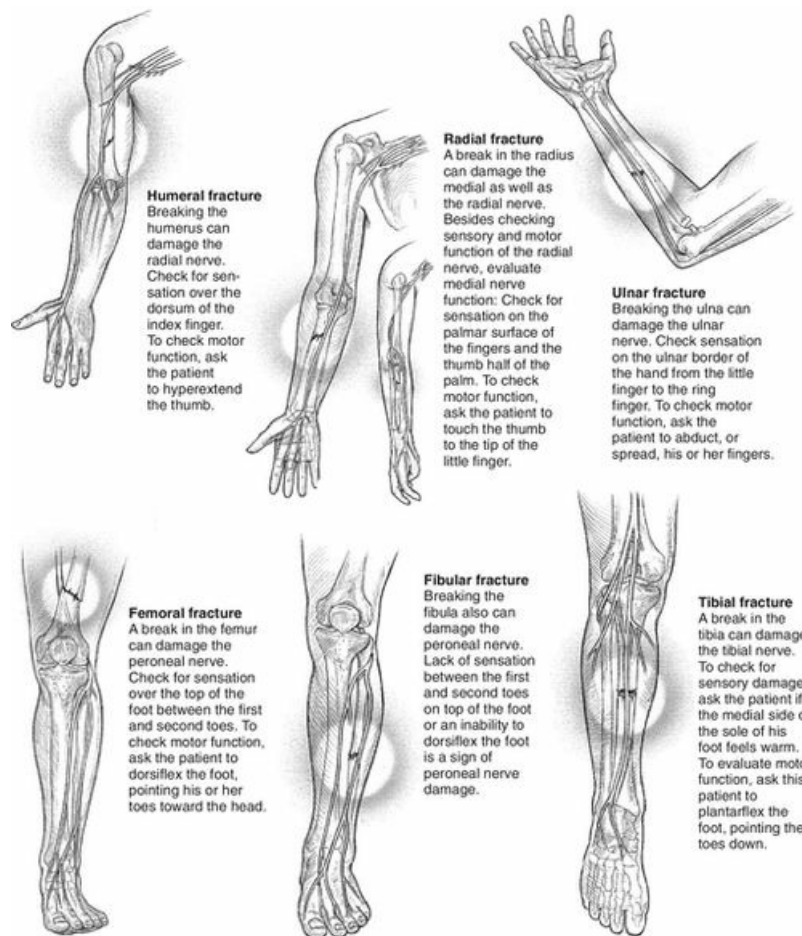 Humeral fracture
Breaking the
humerus can
damage the
radial nerve.
Check for sen-
sation over the
dorsum of the
index finger.
To check motor
function, ask
the patient
to hyperextend
the thumb.
Radial fracture
A break in the radius
can damage the
medial as well as
the radial nerve.
Besides checking
sensory and motor
function of the radial
nerve, evaluate
medial nerve
function: Check for
sensation on the
palmar surface of
the fingers and the
thumb half of the
palm. To check
motor function,
ask the patient to
touch the thumb
to the tip of the
little finger.
Ulnar fracture
Breaking the ulna can
damage the ulnar
nerve. Check sensation
on the ulnar border of
the hand from the little
finger to the ring
finger. To check motor
function, ask the
patient to abduct, or
spread, his or her fingers.
Femoral fracture
A break in the femur
can damage the
peroneal nerve.
Check for sensation
over the top of the
foot between the first
and second toes. To
check motor function,
ask the patient to
dorsiflex the foot,
pointing his or her
toes toward the head.
Fibular fracture
Breaking the
fibula also can
damage the
peroneal nerve.
Lack of sensation
between the first
and second toes
on top of the foot
or an inability to
dorsiflex the foot
is a sign of
peroneal nerve
damage.
Tibial fracture
A break in the
tibia can damage
the tibial nerve.
To check for
sensory damage
ask the patient if
the medial side
the sole of his
foot feels warm.
To evaluate
function, ask this
patient to
plantarflex the
foot, pointing the
toes down.